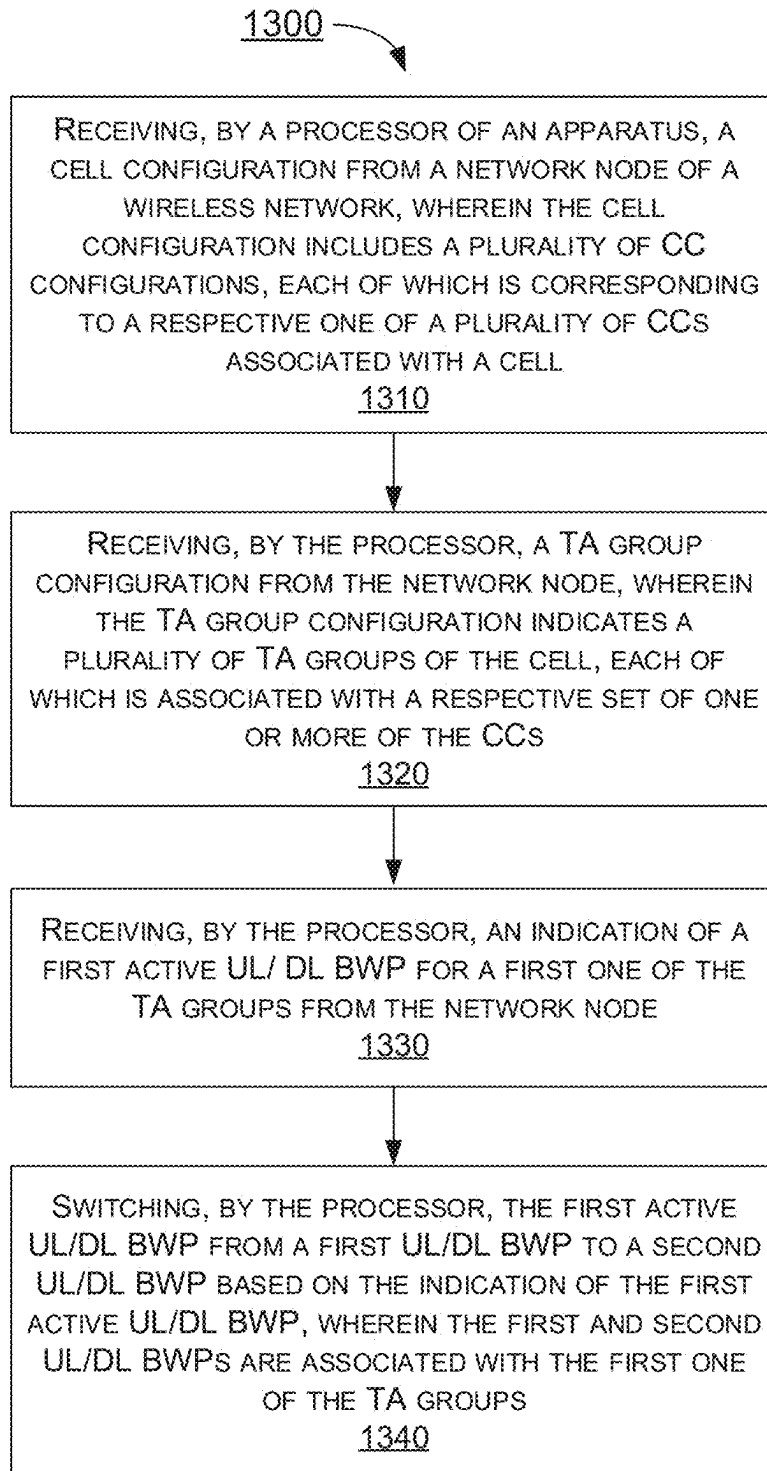 1300
RECEIVING, BY A PROCESSOR OF AN APPARATUS, A
CELL CONFIGURATION FROM A NETWORK NODE OF A
WIRELESS NETWORK, WHEREIN THE CELL
CONFIGURATION INCLUDES A PLURALITY OF CC
CONFIGURATIONS, EACH OF WHICH IS CORRESPONDING
TO A RESPECTIVE ONE OF A PLURALITY OF CCS
ASSOCIATED WITH A CELL
1310
RECEIVING, BY THE PROCESSOR, A TA GROUP
CONFIGURATION FROM THE NETWORK NODE, WHEREIN
THE TA GROUP CONFIGURATION INDICATES A
PLURALITY OF TA GROUPS OF THE CELL, EACH OF
WHICH IS ASSOCIATED WITH A RESPECTIVE SET OF ONE
OR MORE OF THE CCS
1320
RECEIVING, BY THE PROCESSOR, AN INDICATION OF A
FIRST ACTIVE UL/ DL BWP FOR A FIRST ONE OF THE
TA GROUPS FROM THE NETWORK NODE
1330
SWITCHING, BY THE PROCESSOR, THE FIRST ACTIVE
UL/DL BWP FROM A FIRST UL/DL BWP TO A SECOND
UL/DL BWP BASED ON THE INDICATION OF THE FIRST
ACTIVE UL/DL BWP, WHEREIN THE FIRST AND SECOND
UL/DL BWPS ARE ASSOCIATED WITH THE FIRST ONE
OF THE TA GROUPS
1340